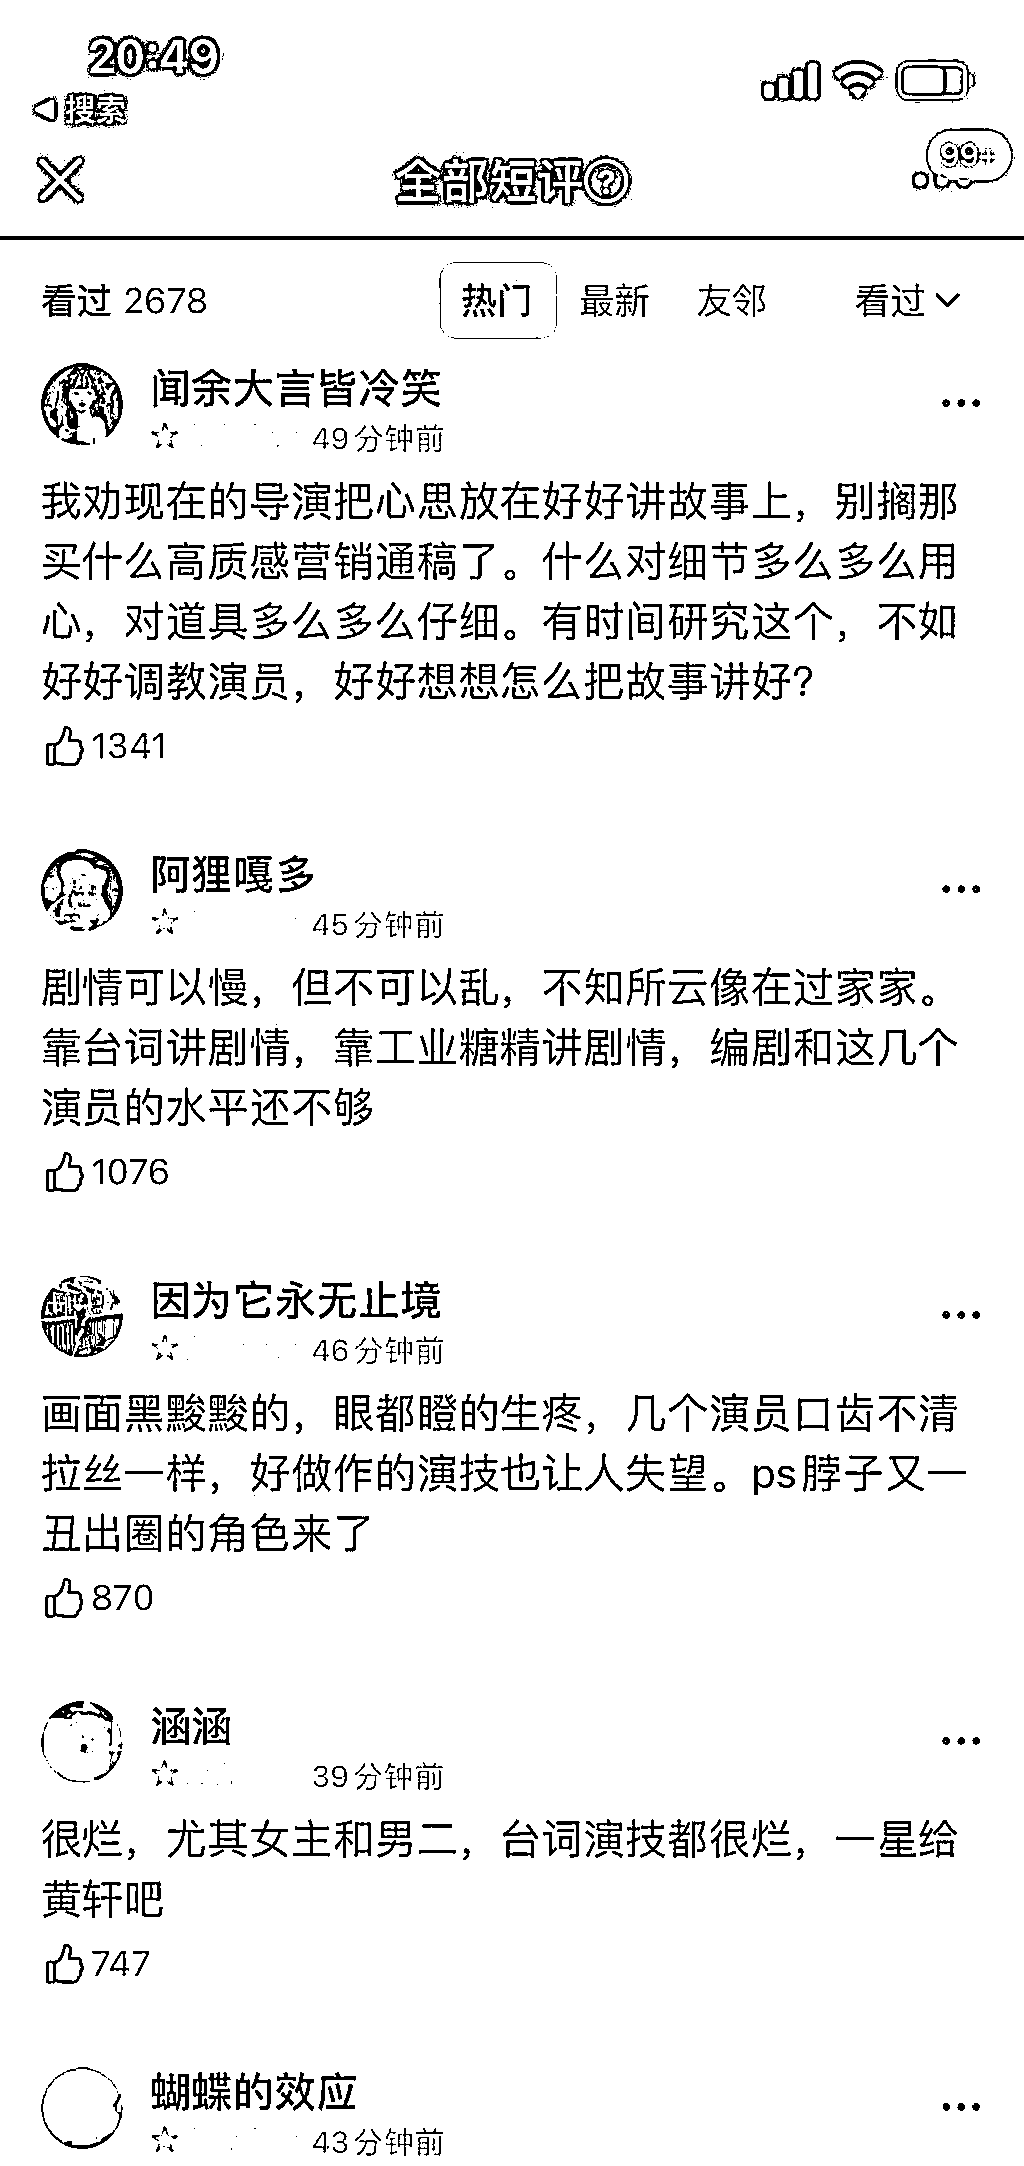 20:49
搜索
全部短评?
99+
看过 2678
热门
最新
友邻
看过
闻余大言皆冷笑
49分钟前
我劝现在的导演把心思放在好好讲故事上，别搁那
买什么高质感营销通稿了。什么对细节多么多么用
心，对道具多么多么仔细。有时间研究这个，不如
好好调教演员，好好想想怎么把故事讲好?
1341
阿狸嘎多
45分钟前
剧情可以慢，但不可以乱，不知所云像在过家家。
靠台词讲剧情，靠工业糖精讲剧情，编剧和这几个
演员的水平还不够
1076
因为它永无止境
46分钟前
画面黑黢黢的，眼都瞪的生疼，几个演员口齿不清
拉丝一样，好做作的演技也让人失望。ps脖子又一
丑出圈的角色来了
870
涵涵
39分钟前
很烂，尤其女主和男二，台词演技都很烂，一星给
黄轩吧
747
蝴蝶的效应
43分钟前